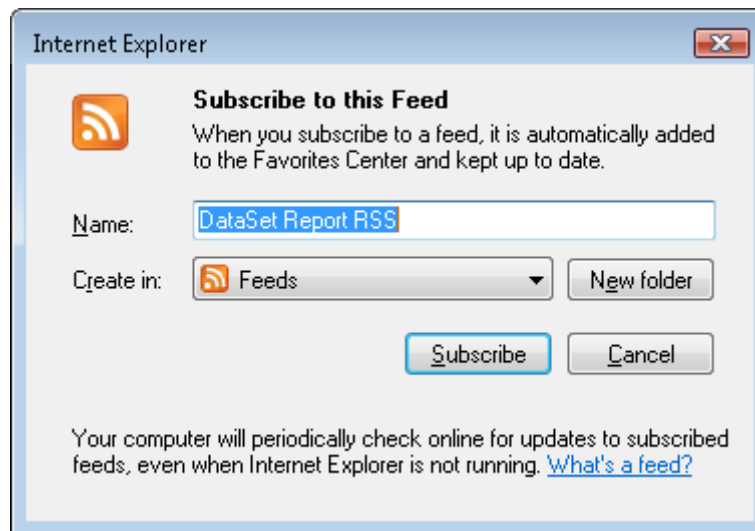 Internet Explorer
Subscribe to this Feed
When you subscribe to a feed, it is automatically added
to the Favorites Center and kept up to date.
Name:
DataSet Report RSS
Create in:
Feeds
New folder
Subscribe
Cancel
Your computer will periodically check online for updates to subscribed
feeds, even when Internet Explorer is not running. What's a feed?